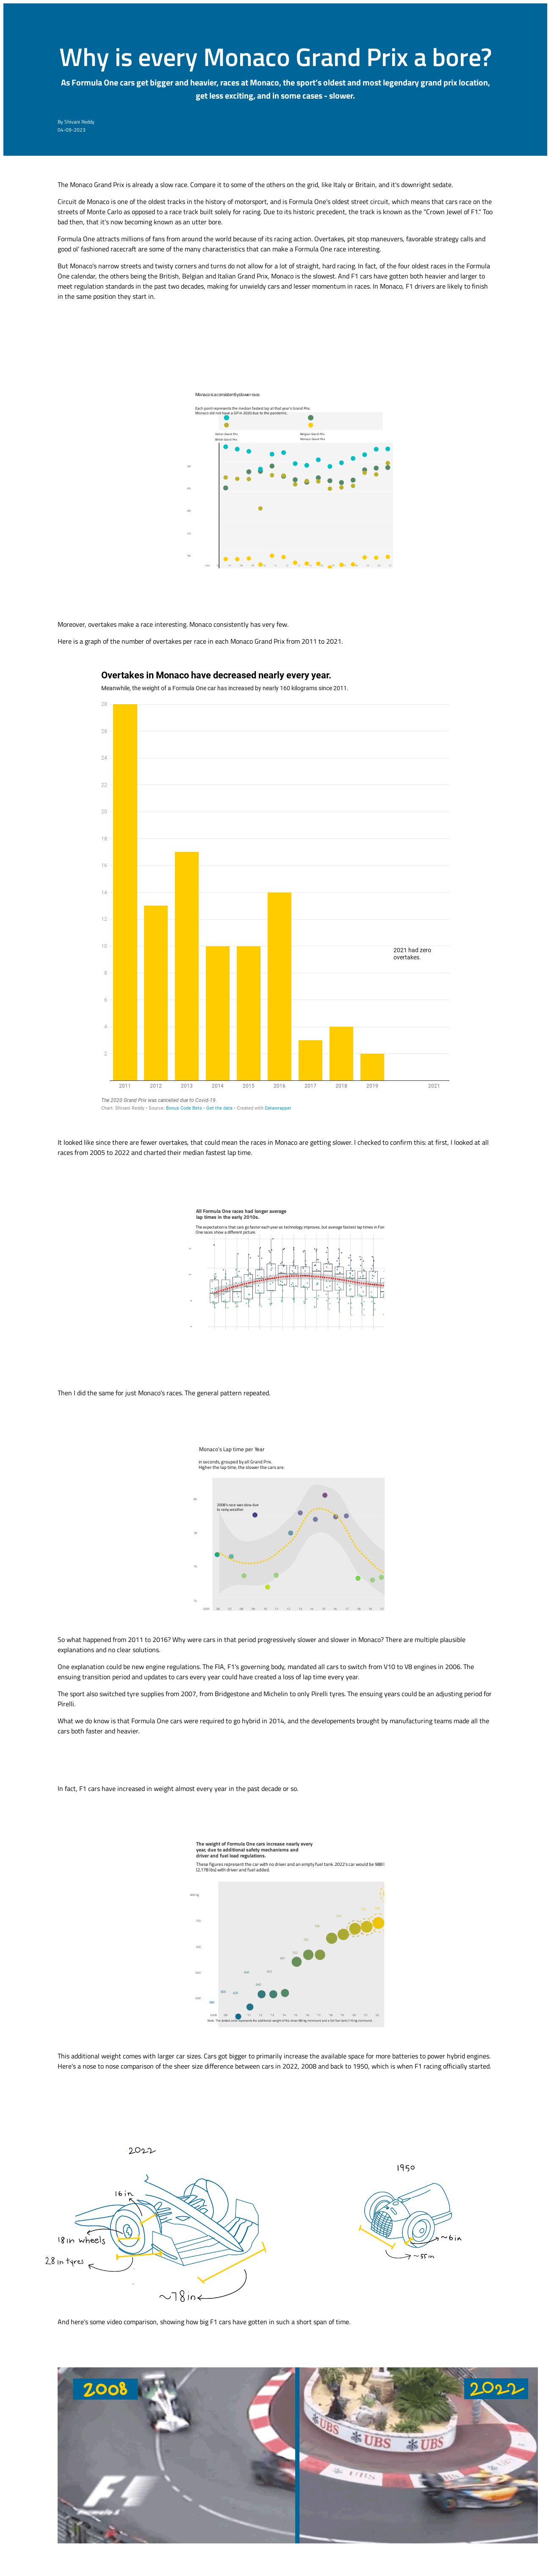 Why is every Monaco Grand Prix a bore?
As Formula One cars get bigger and heavier, races at Monaco, the sport's oldest and most legendary grand prix location,
get less exciting, and in some cases - slower.
By Shivani Reddy
04-09-2023
The Monaco Grand Prix is already a slow race. Compare it to some of the others on the grid, like Italy or Britain, and it's downright sedate.
Circuit de Monaco is one of the oldest tracks in the history of motorsport, and is Formula One's oldest street circuit, which means that cars race on the
streets of Monte Carlo as opposed to a race track built solely for racing. Due to its historic precedent, the track is known as the "Crown Jewel of F1." Too
bad then, that it's now becoming known as an utter bore.
Formula One attracts millions of fans from around the world because of its racing action. Overtakes, pit stop maneuvers, favorable strategy calls and
good ol' fashioned racecraft are some of the many characteristics that can make a Formula One race interesting.
But Monaco's narrow streets and twisty corners and turns do not allow for a lot of straight, hard racing. In fact, of the four oldest races in the Formula
One calendar, the others being the British, Belgian and Italian Grand Prix, Monaco is the slowest. And F1 cars have gotten both heavier and larger to
meet regulation standards in the past two decades, making for unwieldy cars and lesser momentum in races. In Monaco, F1 drivers are likely to finish
in the same position they start in.
Monaco is a consistently slower race.
Each point represents the median fastest lap at that year's Grand Prix.
Monaco did not have a GP in 2020 due to the pandemic.
Italian Grand Prix
Belgian Grand Prix
British Grand Prix
Monaco Grand Prix
Moreover, overtakes make a race interesting. Monaco consistently has very few.
Here is a graph of the number of overtakes per race in each Monaco Grand Prix from 2011 to 2021.
Overtakes in Monaco have decreased nearly every year.
Meanwhile, the weight of a Formula One car has increased by nearly 160 kilograms since 2011.
28
26
24
22
20
18
16
14
12
10
2021 had zero
overtakes.
8
6
4
2
2011 2012 2013 2014 2015 2016 2017 2018 2019 2021
The 2020 Grand Prix was cancelled due to Covid-19.
Chart: Shivani Reddy • Source: Bonus Code Bets • Get the data • Created with Datawrapper
It looked like since there are fewer overtakes, that could mean the races in Monaco are getting slower. I checked to confirm this: at first, I looked at all
races from 2005 to 2022 and charted their median fastest lap time.
All Formula One races had longer average
lap times in the early 2010s.
The expectation is that cars go faster each year as technology improves, but average fastest lap times in For
One races show a different picture.
Then I did the same for just Monaco's races. The general pattern repeated.
Monaco's Lap time per Year
in seconds, grouped by all Grand Prix.
Higher the lap time, the slower the cars are.
2008's race was slow due
to rainy weather
So what happened from 2011 to 2016? Why were cars in that period progressively slower and slower in Monaco? There are multiple plausible
explanations and no clear solutions.
One explanation could be new engine regulations. The FIA, F1's governing body, mandated all cars to switch from V10 to V8 engines in 2006. The
ensuing transition period and updates to cars every year could have created a loss of lap time every year.
The sport also switched tyre supplies from 2007, from Bridgestone and Michelin to only Pirelli tyres. The ensuing years could be an adjusting period for
Pirelli.
What we do know is that Formula One cars were required to go hybrid in 2014, and the developements brought by manufacturing teams made all the
cars both faster and heavier.
In fact, F1 cars have increased in weight almost every year in the past decade or so.
The weight of Formula One cars increase nearly every
year, due to additional safety mechanisms and
driver and fuel load regulations.
These figures represent the car with no driver and an empty fuel tank. 2022's car would be 988
(2,178 lbs) with driver and fuel added.
This additional weight comes with larger car sizes. Cars got bigger to primarily increase the available space for more batteries to power hybrid engines.
Here's a nose to nose comparison of the sheer size difference between cars in 2022, 2008 and back to 1950, which is when F1 racing officially started.
2022
1950
16 in
18 in wheels
~6 in
28 in tyres
~55 in
~78 in
And here's some video comparison, showing how big F1 cars have gotten in such a short span of time.
2008
2022
UBS UBS UBS
F1
Formula 1